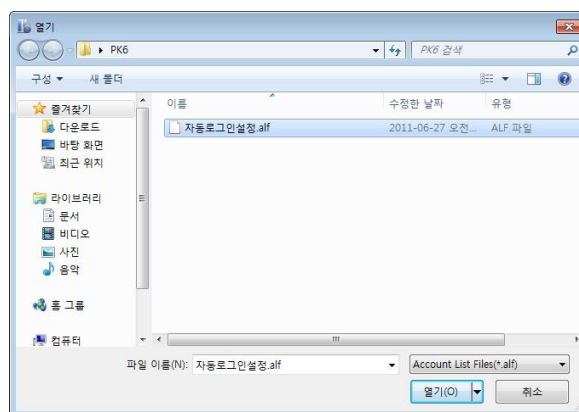 열기
PK6
PK6 검색
구성
새 폴더
즐겨찾기
다운로드
바탕 화면
최근 위치
라이브러리
문서
비디오
사진
음악
홈 그룹
컴퓨터
이름
수정한 날짜
유형
자동로그인설정.alf
2011-06-27 오전...
ALF 파일
파일 이름(N):
자동로그인설정.alf
Account List Files(*.alf)
열기(O)
취소